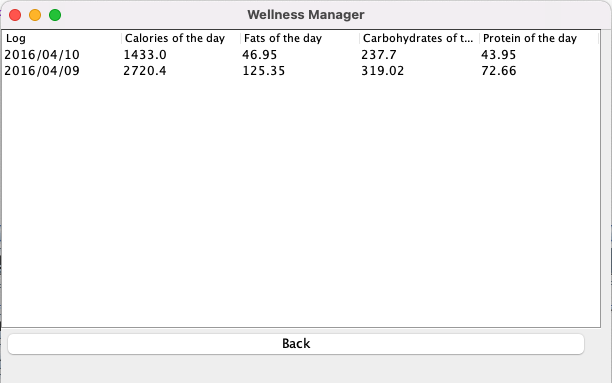 Wellness Manager
Log Calories of the day Fats of the day Carbohydrates of t... Protein of the day
2016/04/10 1433.0 46.95 237.7 43.95
2016/04/09 2720.4 125.35 319.02 72.66
Back